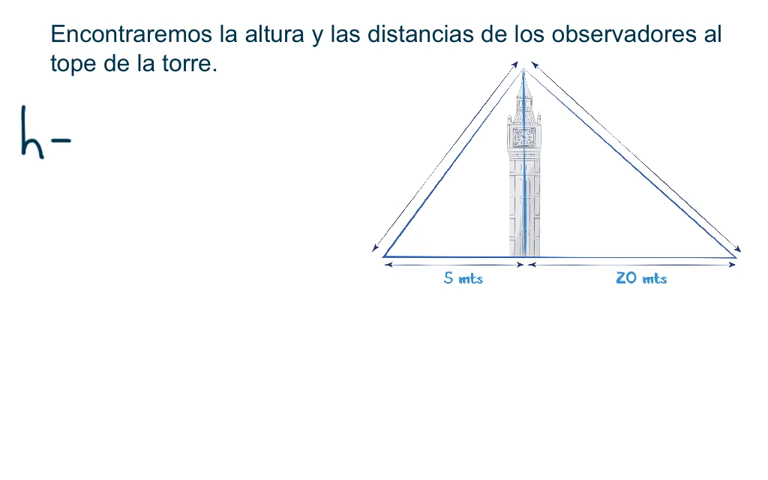 Encontraremos la altura y las distancias de los observadores al
tope de la torre.
h-
5 mts
20 mts